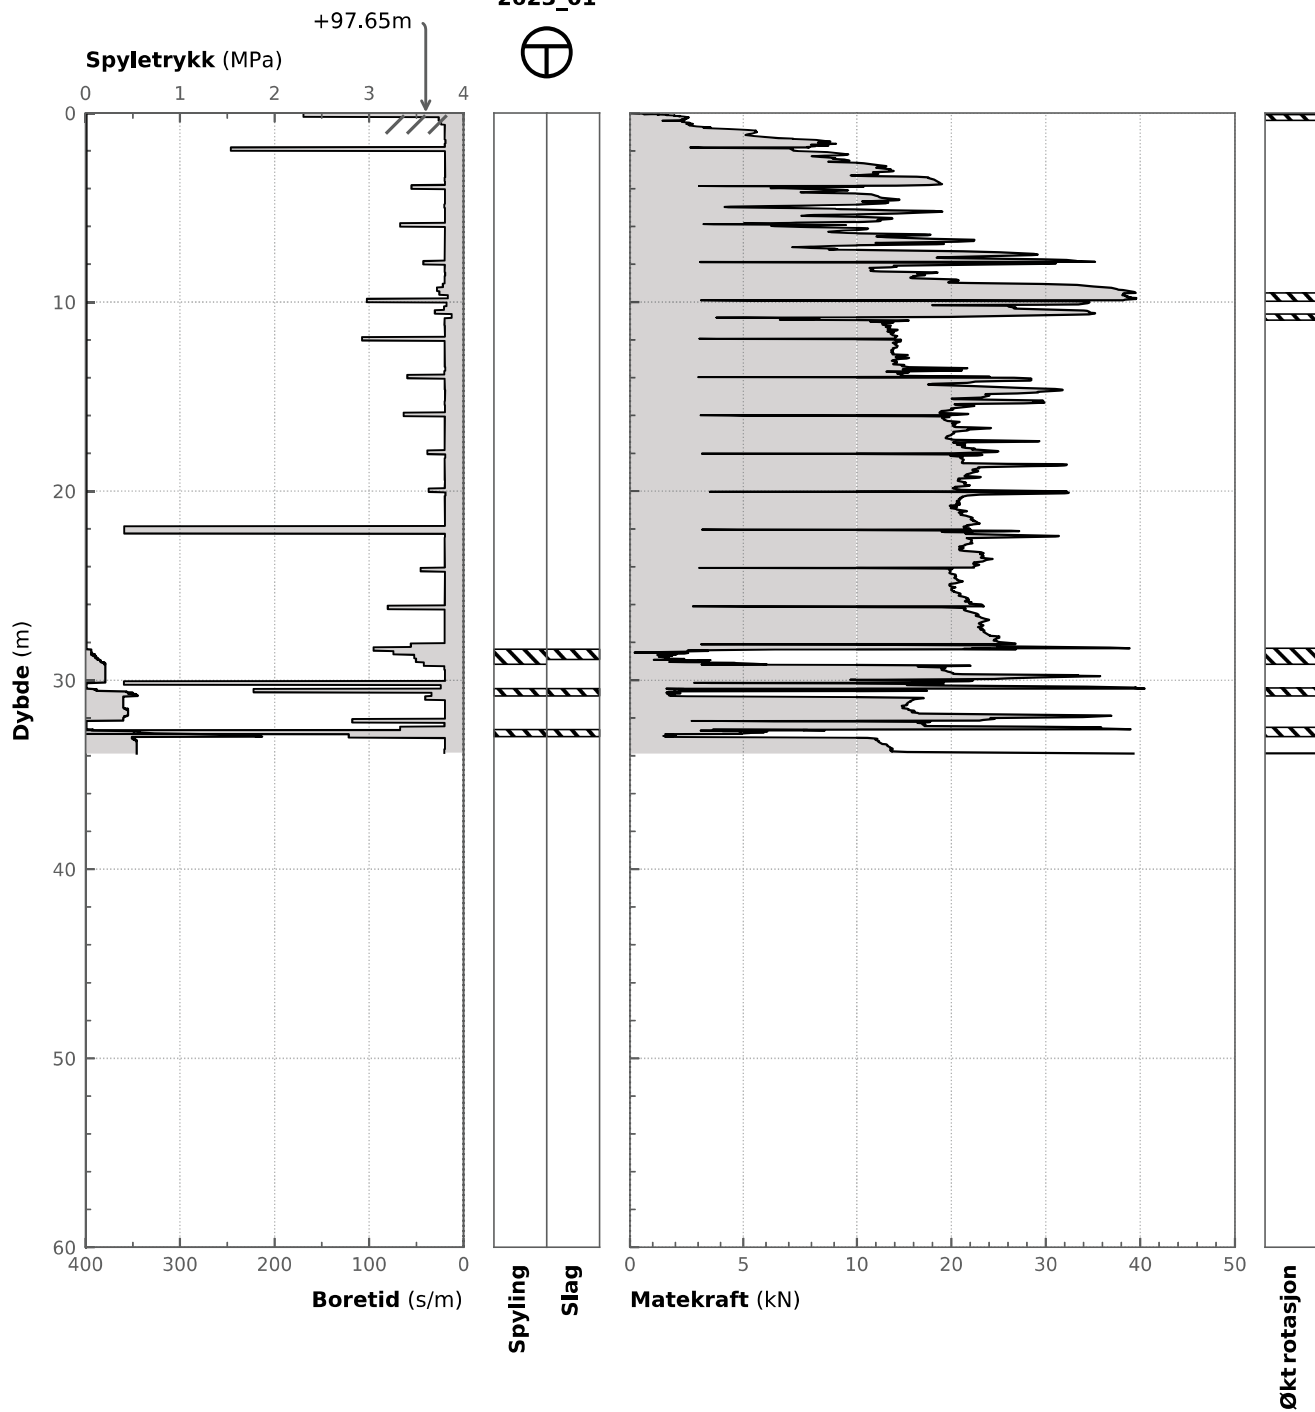 2023_01
+97.65m
Spyletrykk (MPa)
0 1 2 3 4
0
10
20
30
40
50
60
Dybde (m)
400 300 200 100 0
Boretid (s/m)
Spyling
Slag
0 5 10 20 30 40 50
Matekraft (kN)
Økt rotasjon